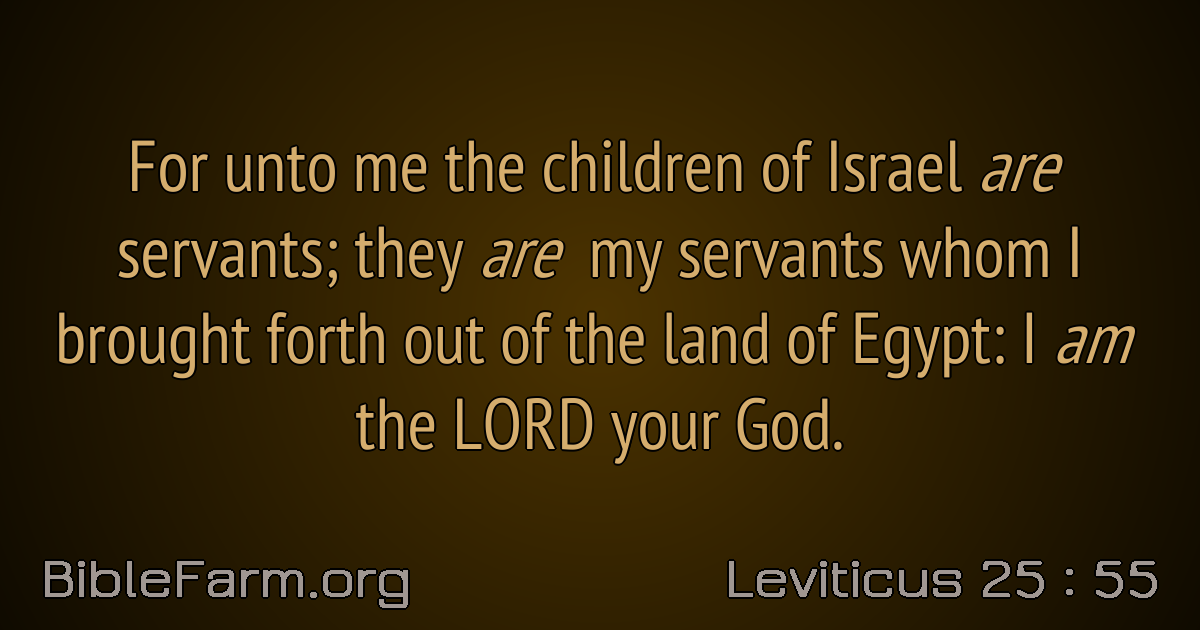 For unto me the children of Israel are
servants; they are my servants whom I
brought forth out of the land of Egypt: I am
the LORD your God.
BibleFarm.org
Leviticus 25 : 55